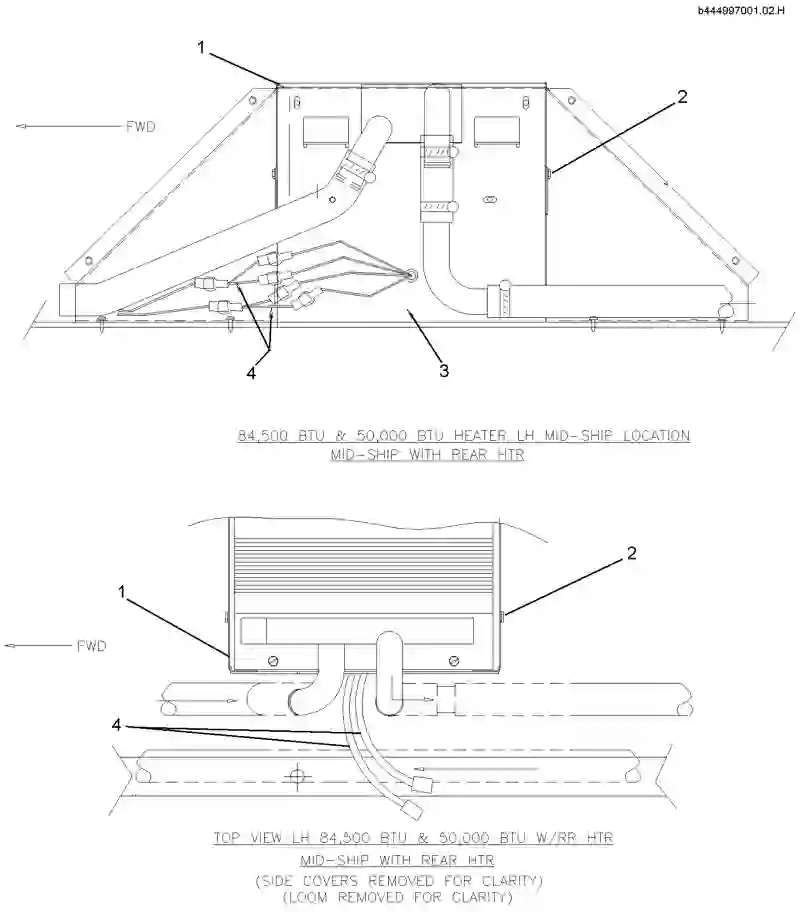 b444997001.02.H
1
2
FWD
4
3
84,500 BTU & 50,000 BTU HEATER LH MID-SHIP LOCATION
MID-SHIP WITH REAR HTR
2
1
FWD
4
TOP VIEW LH 84,500 BTU & 50,000 BTU W/RR HTR
MID-SHIP WITH REAR HTR
(SIDE COVERS REMOVED FOR CLARITY)
(LOOM REMOVED FOR CLARITY)